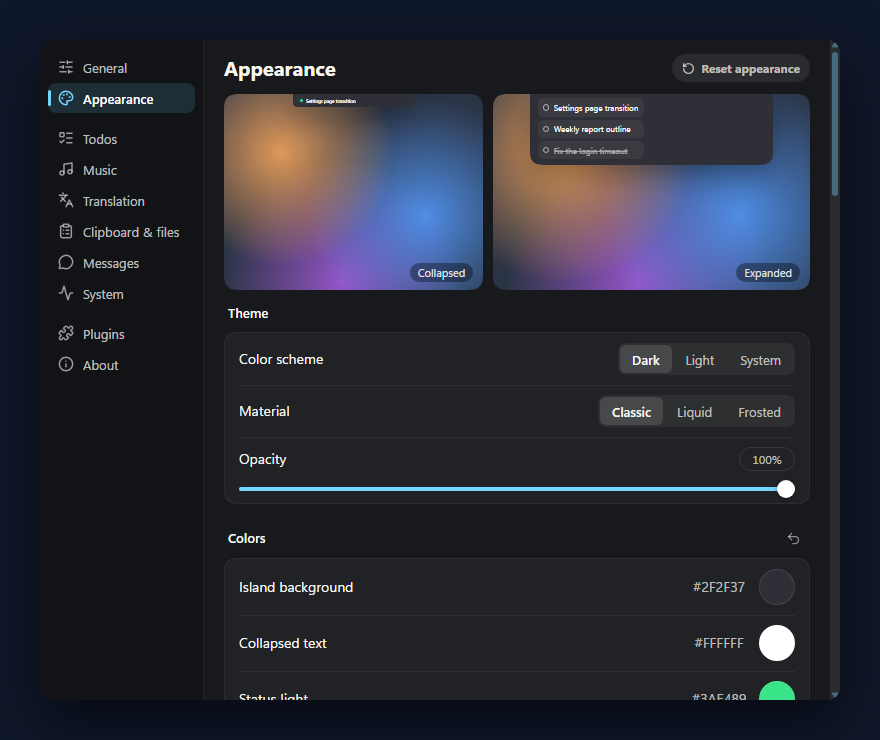 General
Appearance
Todos
Music
Translation
Clipboard & files
Messages
System
Plugins
About
Appearance
Reset appearance
Settings page transition
Collapsed
Settings page transition
Weekly report outline
Fix the login timeout
Expanded
Theme
Color scheme
Dark Light System
Material
Classic Liquid Frosted
Opacity
100%
Colors
Island background
#2F2F37
Collapsed text
#FFFFFF
Status light
#3AE489